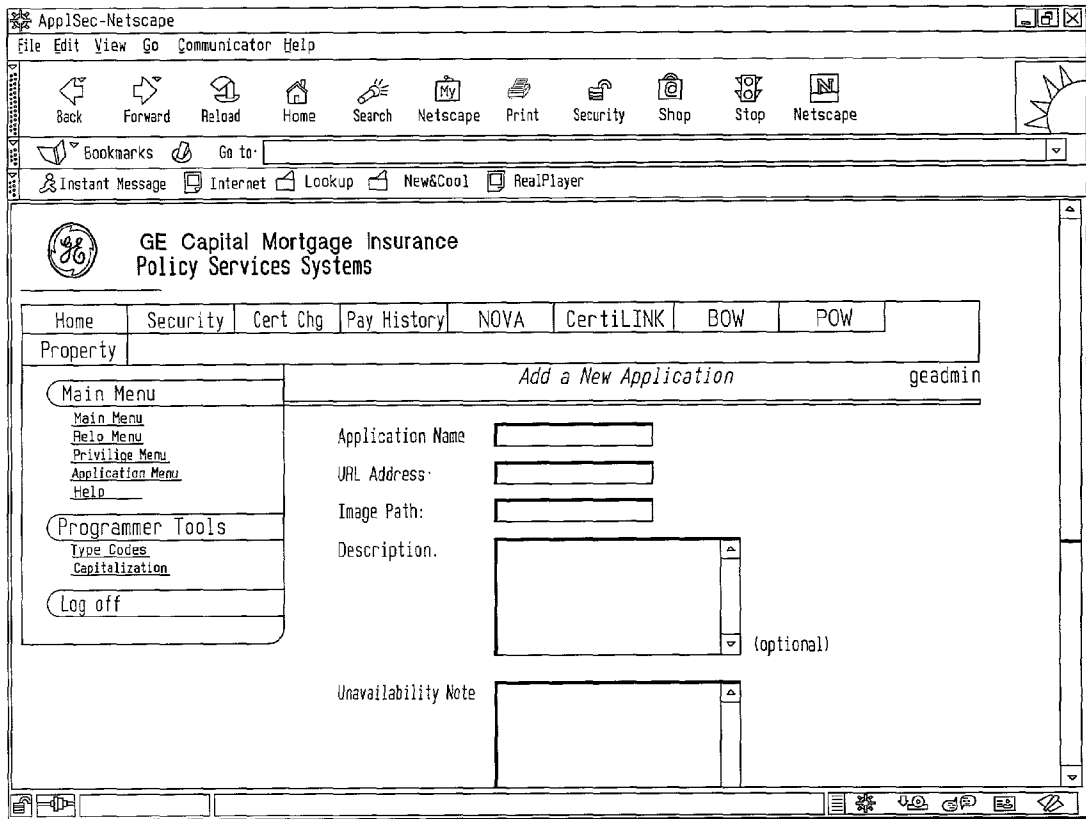 ApplSec-Netscape
File Edit View Go Communicator Help
Back Forward Reload Home Search My Netscape Print Security Shop Stop N Netscape
Bookmarks Go to:
Instant Message Internet Lookup New&Cool RealPlayer
GE GE Capital Mortgage Insurance
Policy Services Systems
Home Security Cert Chg Pay History NOVA CertiLINK BOW POW
Property
Add a New Application geadmin
Main Menu
Main Menu
Relo Menu
Privilige Menu
Application Menu
Help
Programmer Tools
Type Codes
Capitalization
Log off
Application Name
URL Address:
Image Path:
Description.
(optional)
Unavailability Note